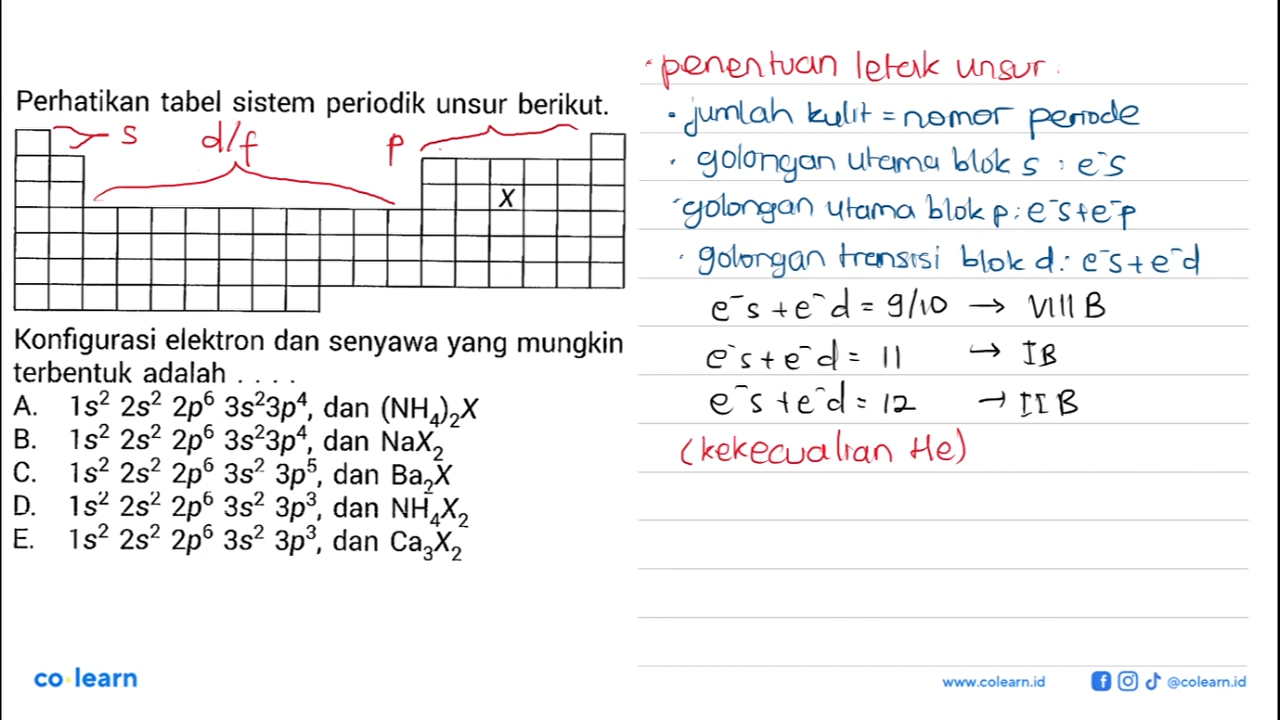 Perhatikan tabel sistem periodik unsur berikut.
s
d/f
p
X
Konfigurasi elektron dan senyawa yang mungkin
terbentuk adalah . . . .
A. 1s² 2s² 2p⁶ 3s²3p⁴, dan (NH₄)₂X
B. 1s² 2s² 2p⁶ 3s²3p⁴, dan NaX₂
C. 1s² 2s² 2p⁶ 3s² 3p⁵, dan Ba₂X
D. 1s² 2s² 2p⁶ 3s² 3p³, dan NH₄X₂
E. 1s² 2s² 2p⁶ 3s² 3p³, dan Ca₃X₂
• penentuan letak unsur :
• jumlah kulit = nomor periode
• golongan utama blok s : e⁻s
• golongan utama blok p : e⁻s + e⁻p
• golongan transisi blok d : e⁻s + e⁻d
e⁻s + e⁻d = 9/10 → VIII B
e⁻s + e⁻d = 11 → I B
e⁻s + e⁻d = 12 → II B
(kekecualian He)
co learn
www.colearn.id
@colearn.id